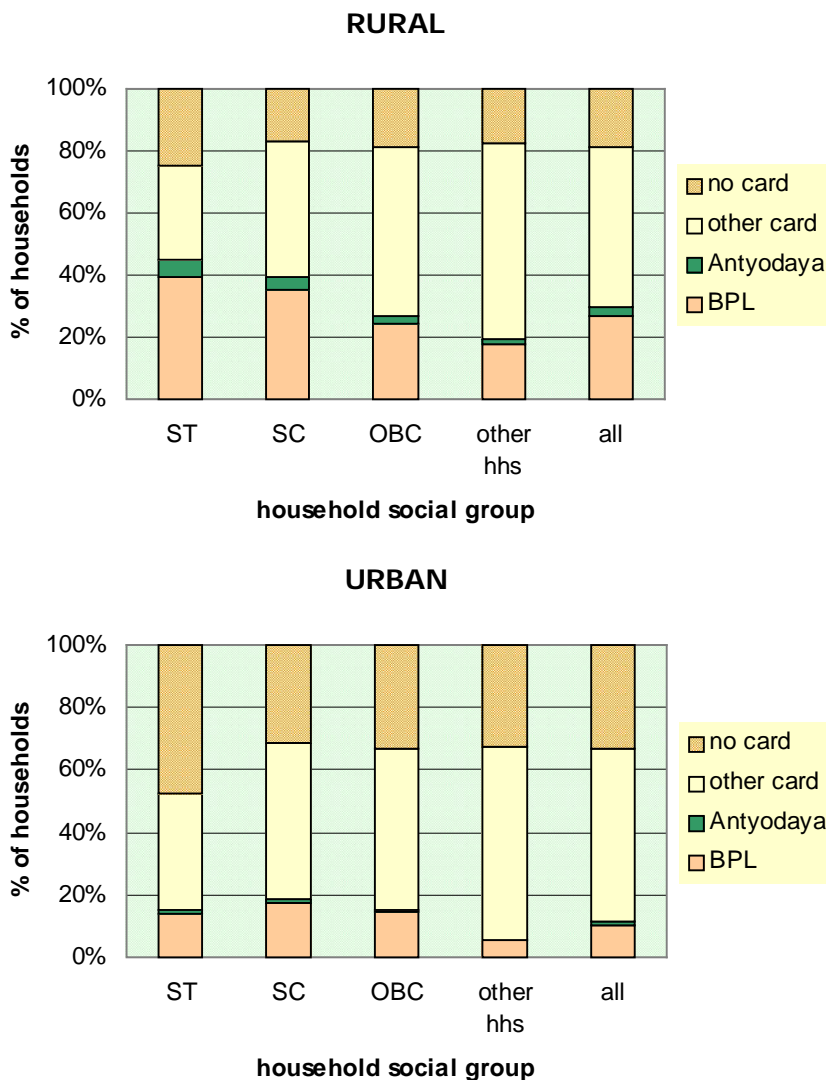 RURAL
% of households
100%
80%
60%
40%
20%
0%
ST SC OBC other hhs all
household social group
no card
other card
Antyodaya
BPL
URBAN
% of households
100%
80%
60%
40%
20%
0%
ST SC OBC other hhs all
household social group
no card
other card
Antyodaya
BPL